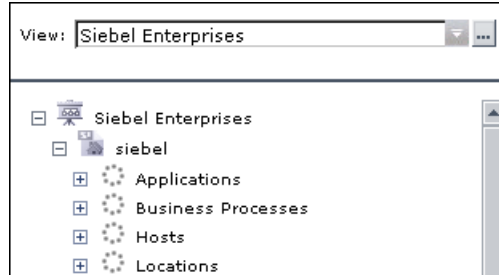 View: Siebel Enterprises
Siebel Enterprises
siebel
Applications
Business Processes
Hosts
Locations